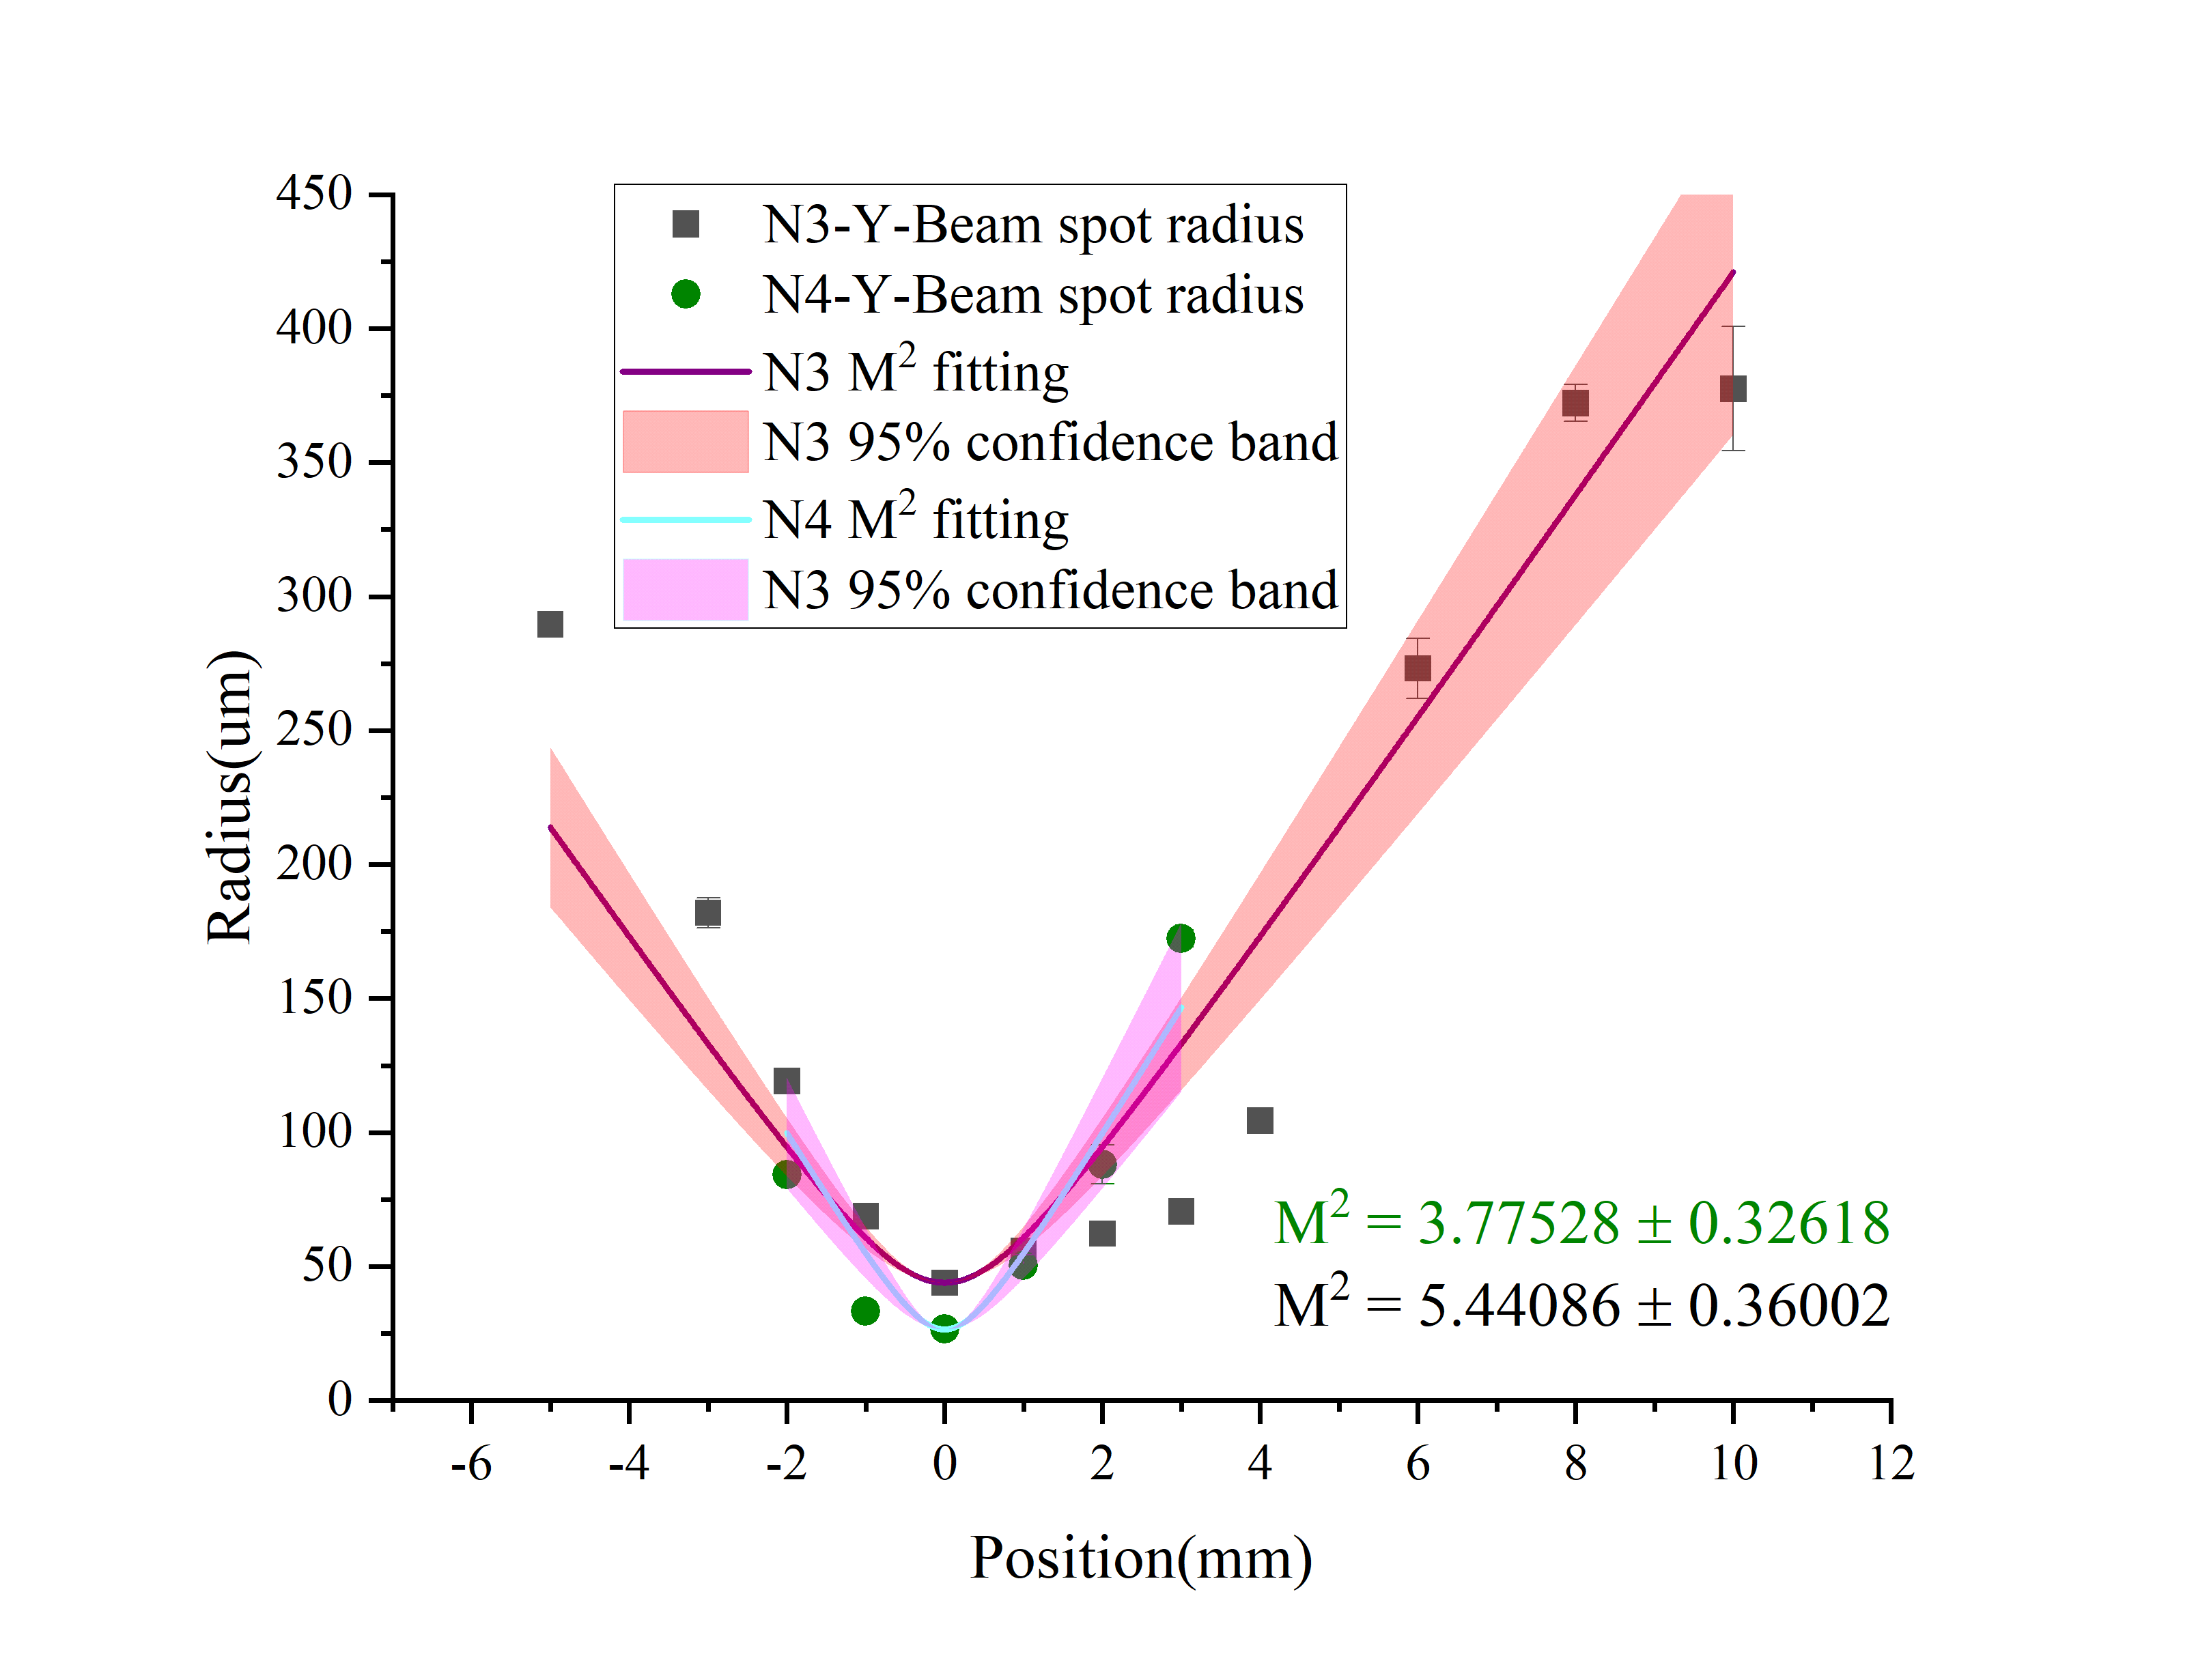 N3-Y-Beam spot radius
N4-Y-Beam spot radius
N3 M² fitting
N3 95% confidence band
N4 M² fitting
N3 95% confidence band
450
400
350
300
250
200
150
100
50
0
Radius(um)
M² = 3.77528 ± 0.32618
M² = 5.44086 ± 0.36002
-6 -4 -2 0 2 4 6 8 10 12
Position(mm)